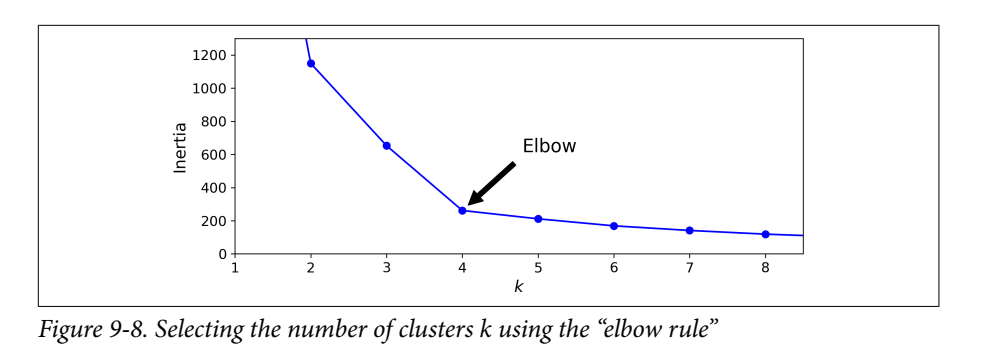 1200
1000
800
600
400
200
0
Inertia
Elbow
1 2 3 4 5 6 7 8
k
Figure 9-8. Selecting the number of clusters k using the “elbow rule”